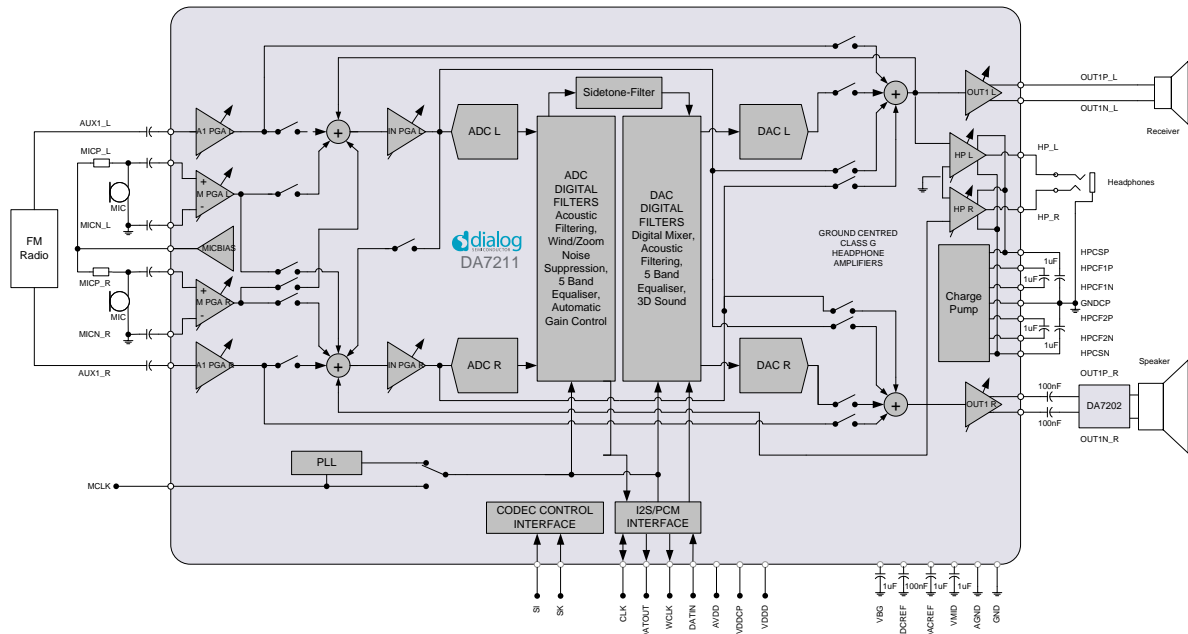 AUX1_L
MICP_L
MIC
MICN_L
FM
Radio
MICP_R
MIC
MICN_R
AUX1_R
MCLK
A1 PGA L
M PGA L
+
-
MICBIAS
M PGA R
+
-
A1 PGA R
+
+
IN PGA L
IN PGA R
ADC L
ADC R
dialog
SEMICONDUCTOR
DA7211
Sidetone-Filter
ADC
DIGITAL
FILTERS
Acoustic
Filtering,
Wind/Zoom
Noise
Suppression,
5 Band
Equaliser,
Automatic
Gain Control
DAC
DIGITAL
FILTERS
Digital Mixer,
Acoustic
Filtering,
5 Band
Equaliser,
3D Sound
DAC L
DAC R
+
+
GROUND CENTRED
CLASS G
HEADPHONE
AMPLIFIERS
OUT1 L
HP L
HP R
Charge
Pump
OUT1 R
OUT1P_L
OUT1N_L
Receiver
HP_L
Headphones
HP_R
HPCSP
1uF
HPCF1P
1uF
HPCF1N
GNDCP
HPCF2P
1uF
HPCF2N
1uF
HPCSN
Speaker
OUT1P_R
100nF
DA7202
100nF
OUT1N_R
PLL
CODEC CONTROL
INTERFACE
I2S/PCM
INTERFACE
SI
SK
CLK
DATOUT
WCLK
DATIN
AVDD
VDDCP
VDDD
1uF
100nF
1uF
1uF
VBG
DCREF
DACREF
VMID
AGND
GND